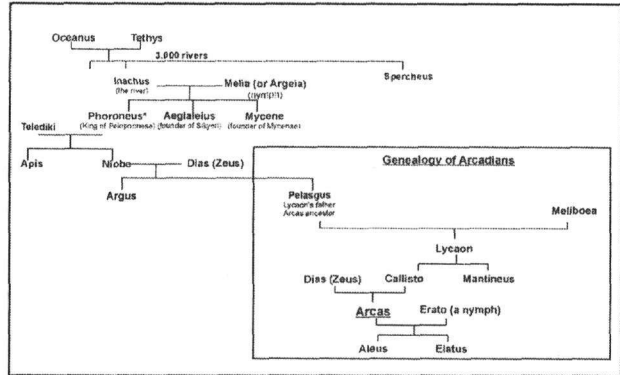 Oceanus Tethys
3.000 rivers
Inachus
(the river)
Melia (or Argeia)
(nymph)
Spercheus
Phoroneus* Aeglaleius Mycene
(King of Peloponnese) (founder of Sikyon) (founder of Mycenae)
Telediki
Apis Niobe Dias (Zeus)
Argus
Genealogy of Arcadians
Pelasgus
Lycaon's father
Arcas ancestor
Meliboea
Lycaon
Dias (Zeus) Callisto Mantineus
Arcas Erato (a nymph)
Aleus Elatus